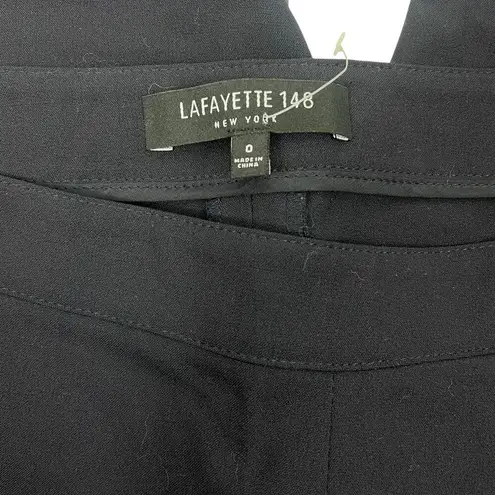 LAFAYETTE 148
NEW YORK
0
MADE IN
CHINA